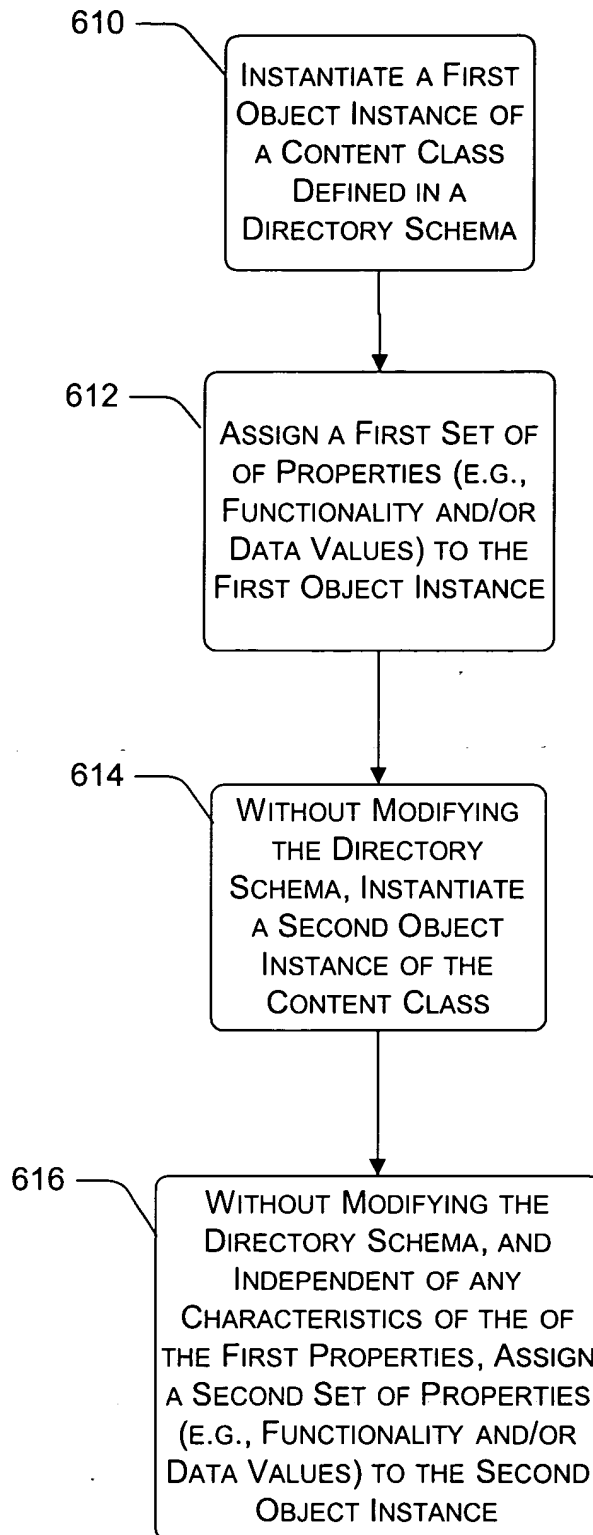 610
INSTANTIATE A FIRST
OBJECT INSTANCE OF
A CONTENT CLASS
DEFINED IN A
DIRECTORY SCHEMA
612
ASSIGN A FIRST SET OF
OF PROPERTIES (E.G.,
FUNCTIONALITY AND/OR
DATA VALUES) TO THE
FIRST OBJECT INSTANCE
614
WITHOUT MODIFYING
THE DIRECTORY
SCHEMA, INSTANTIATE
A SECOND OBJECT
INSTANCE OF THE
CONTENT CLASS
616
WITHOUT MODIFYING THE
DIRECTORY SCHEMA, AND
INDEPENDENT OF ANY
CHARACTERISTICS OF THE OF
THE FIRST PROPERTIES, ASSIGN
A SECOND SET OF PROPERTIES
(E.G., FUNCTIONALITY AND/OR
DATA VALUES) TO THE SECOND
OBJECT INSTANCE